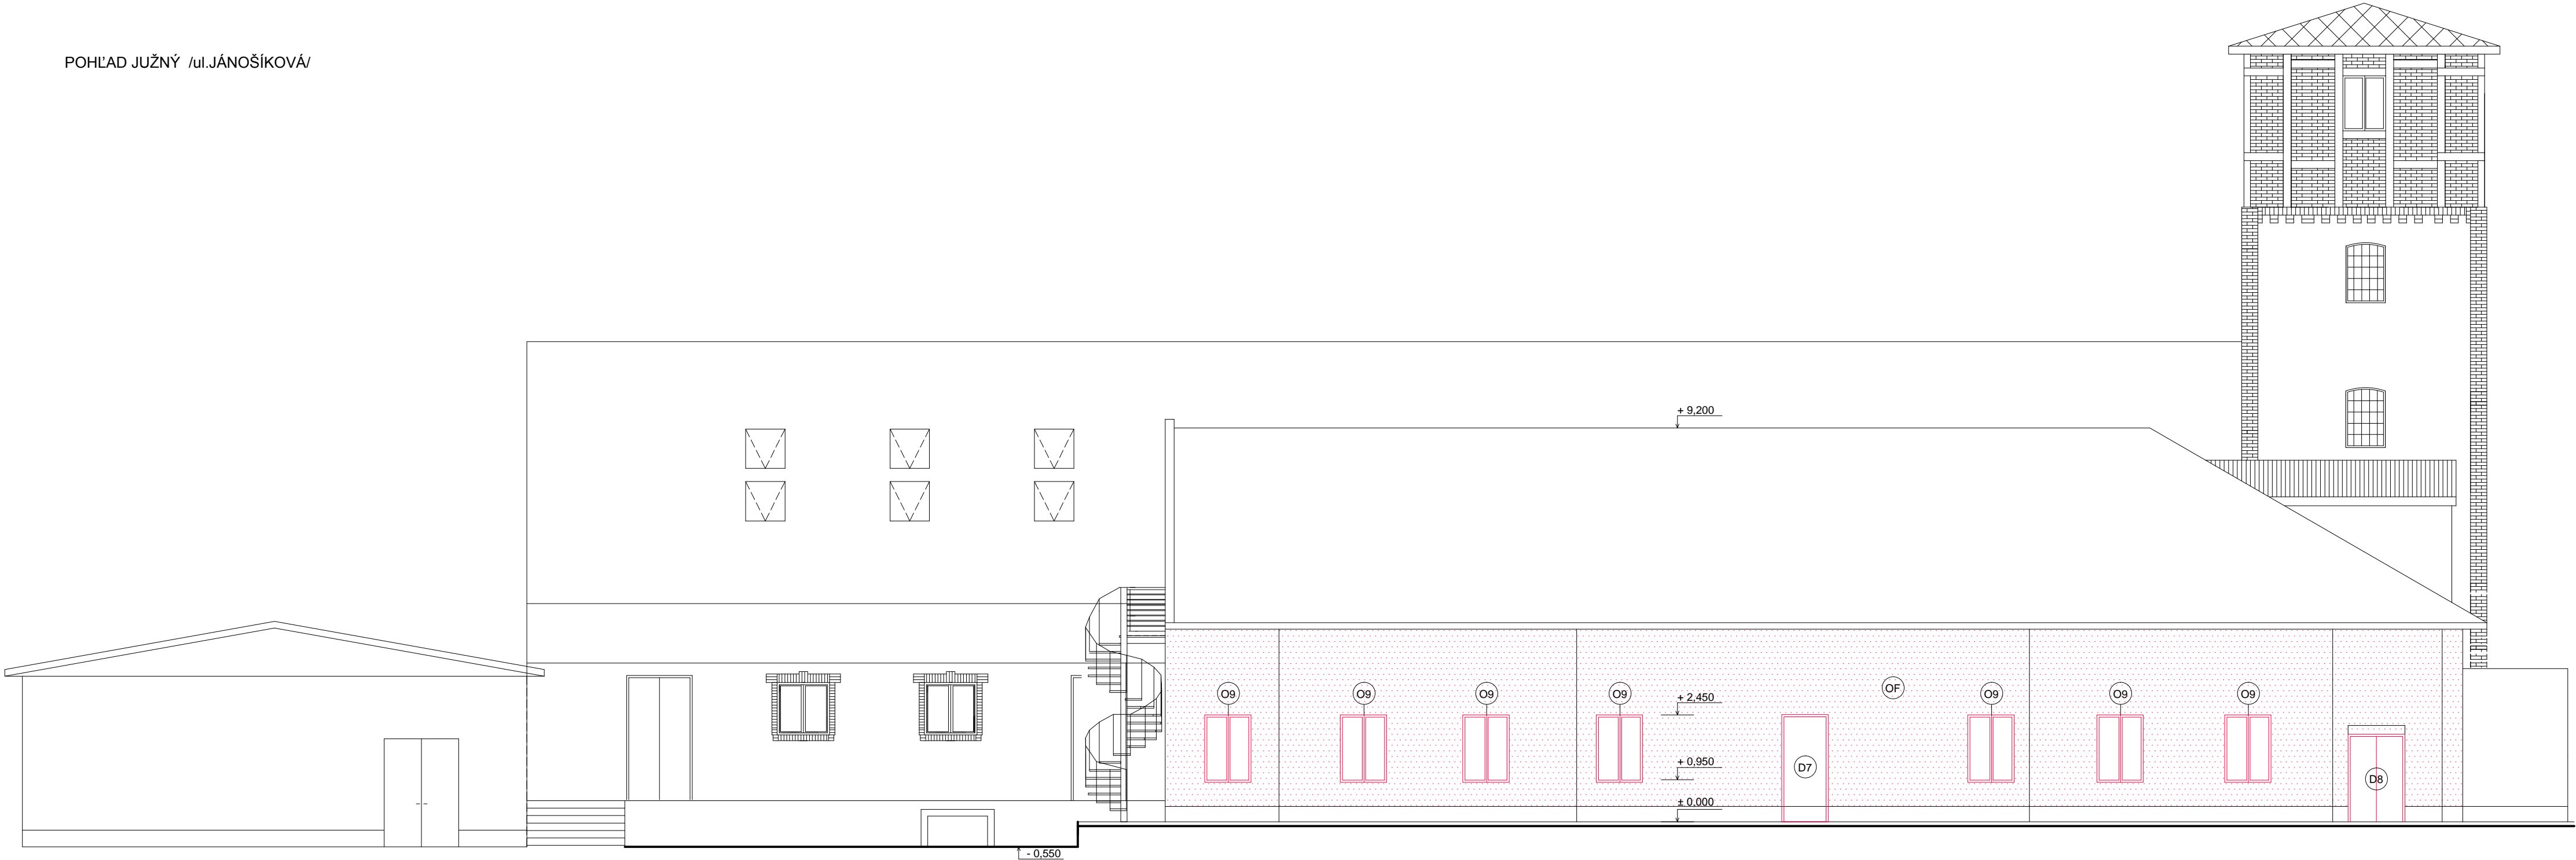 POHĽAD JUŽNÝ /ul.JÁNOŠÍKOVÁ/
+ 9,200
OF
O9 O9 O9 O9 O9 O9 O9
+ 2,450
+ 0,950
D7
D8
± 0,000
- 0,550